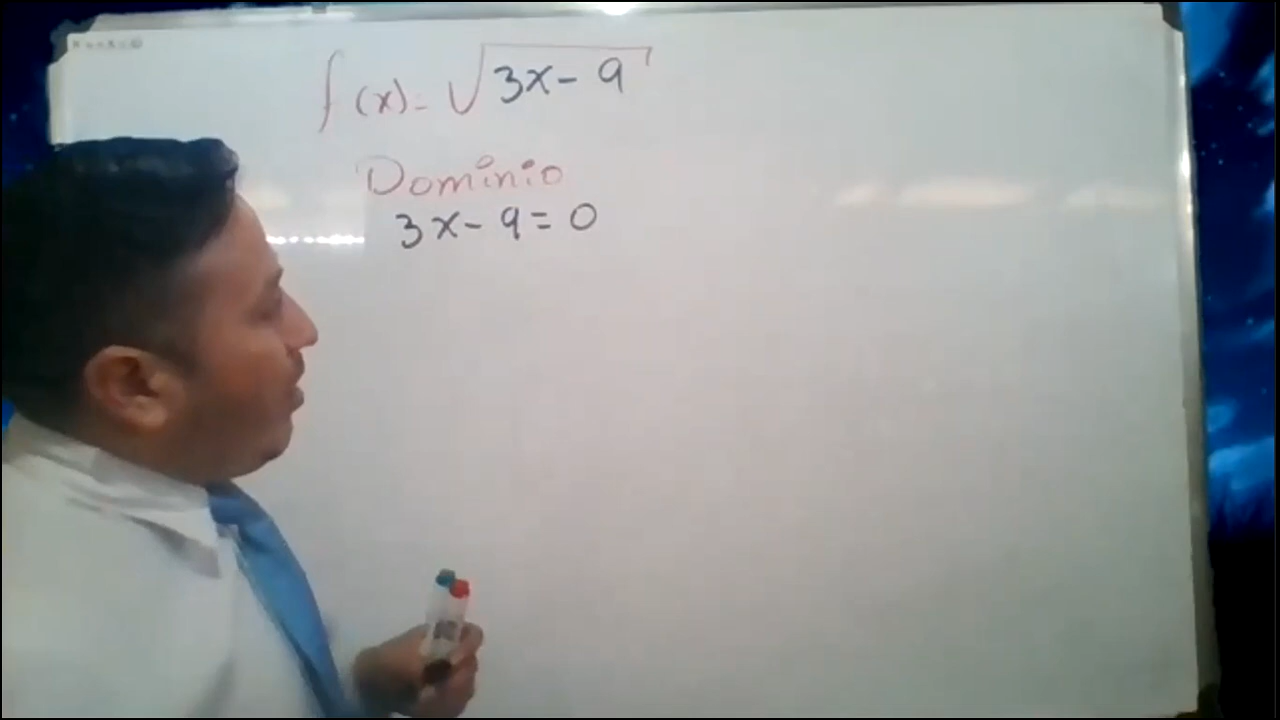 f(x)= √3x-9
Dominio
3x-9=0